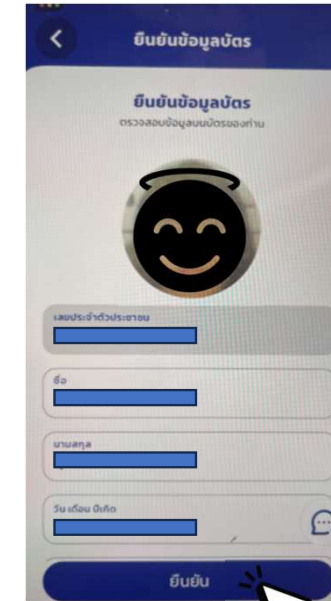 ยืนยันข้อมูลบัตร
ยืนยันข้อมูลบัตร
ตรวจสอบข้อมูลบนบัตรของท่าน
เลขประจำตัวประชาชน
ชื่อ
นามสกุล
วัน เดือน ปีเกิด
ยืนยัน